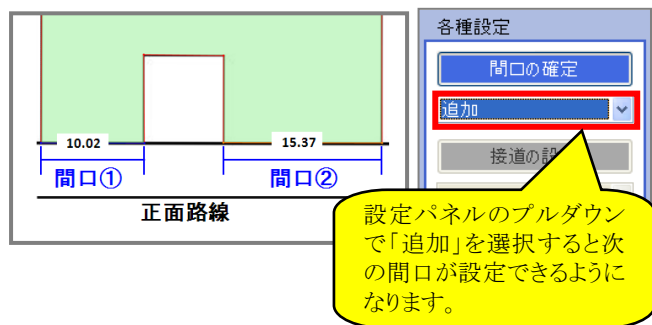 10.02
15.37
間口①
間口②
正面路線
各種設定
間口の確定
追加
接道の設
設定パネルのプルダウン
で「追加」を選択すると次
の間口が設定できるように
なります。